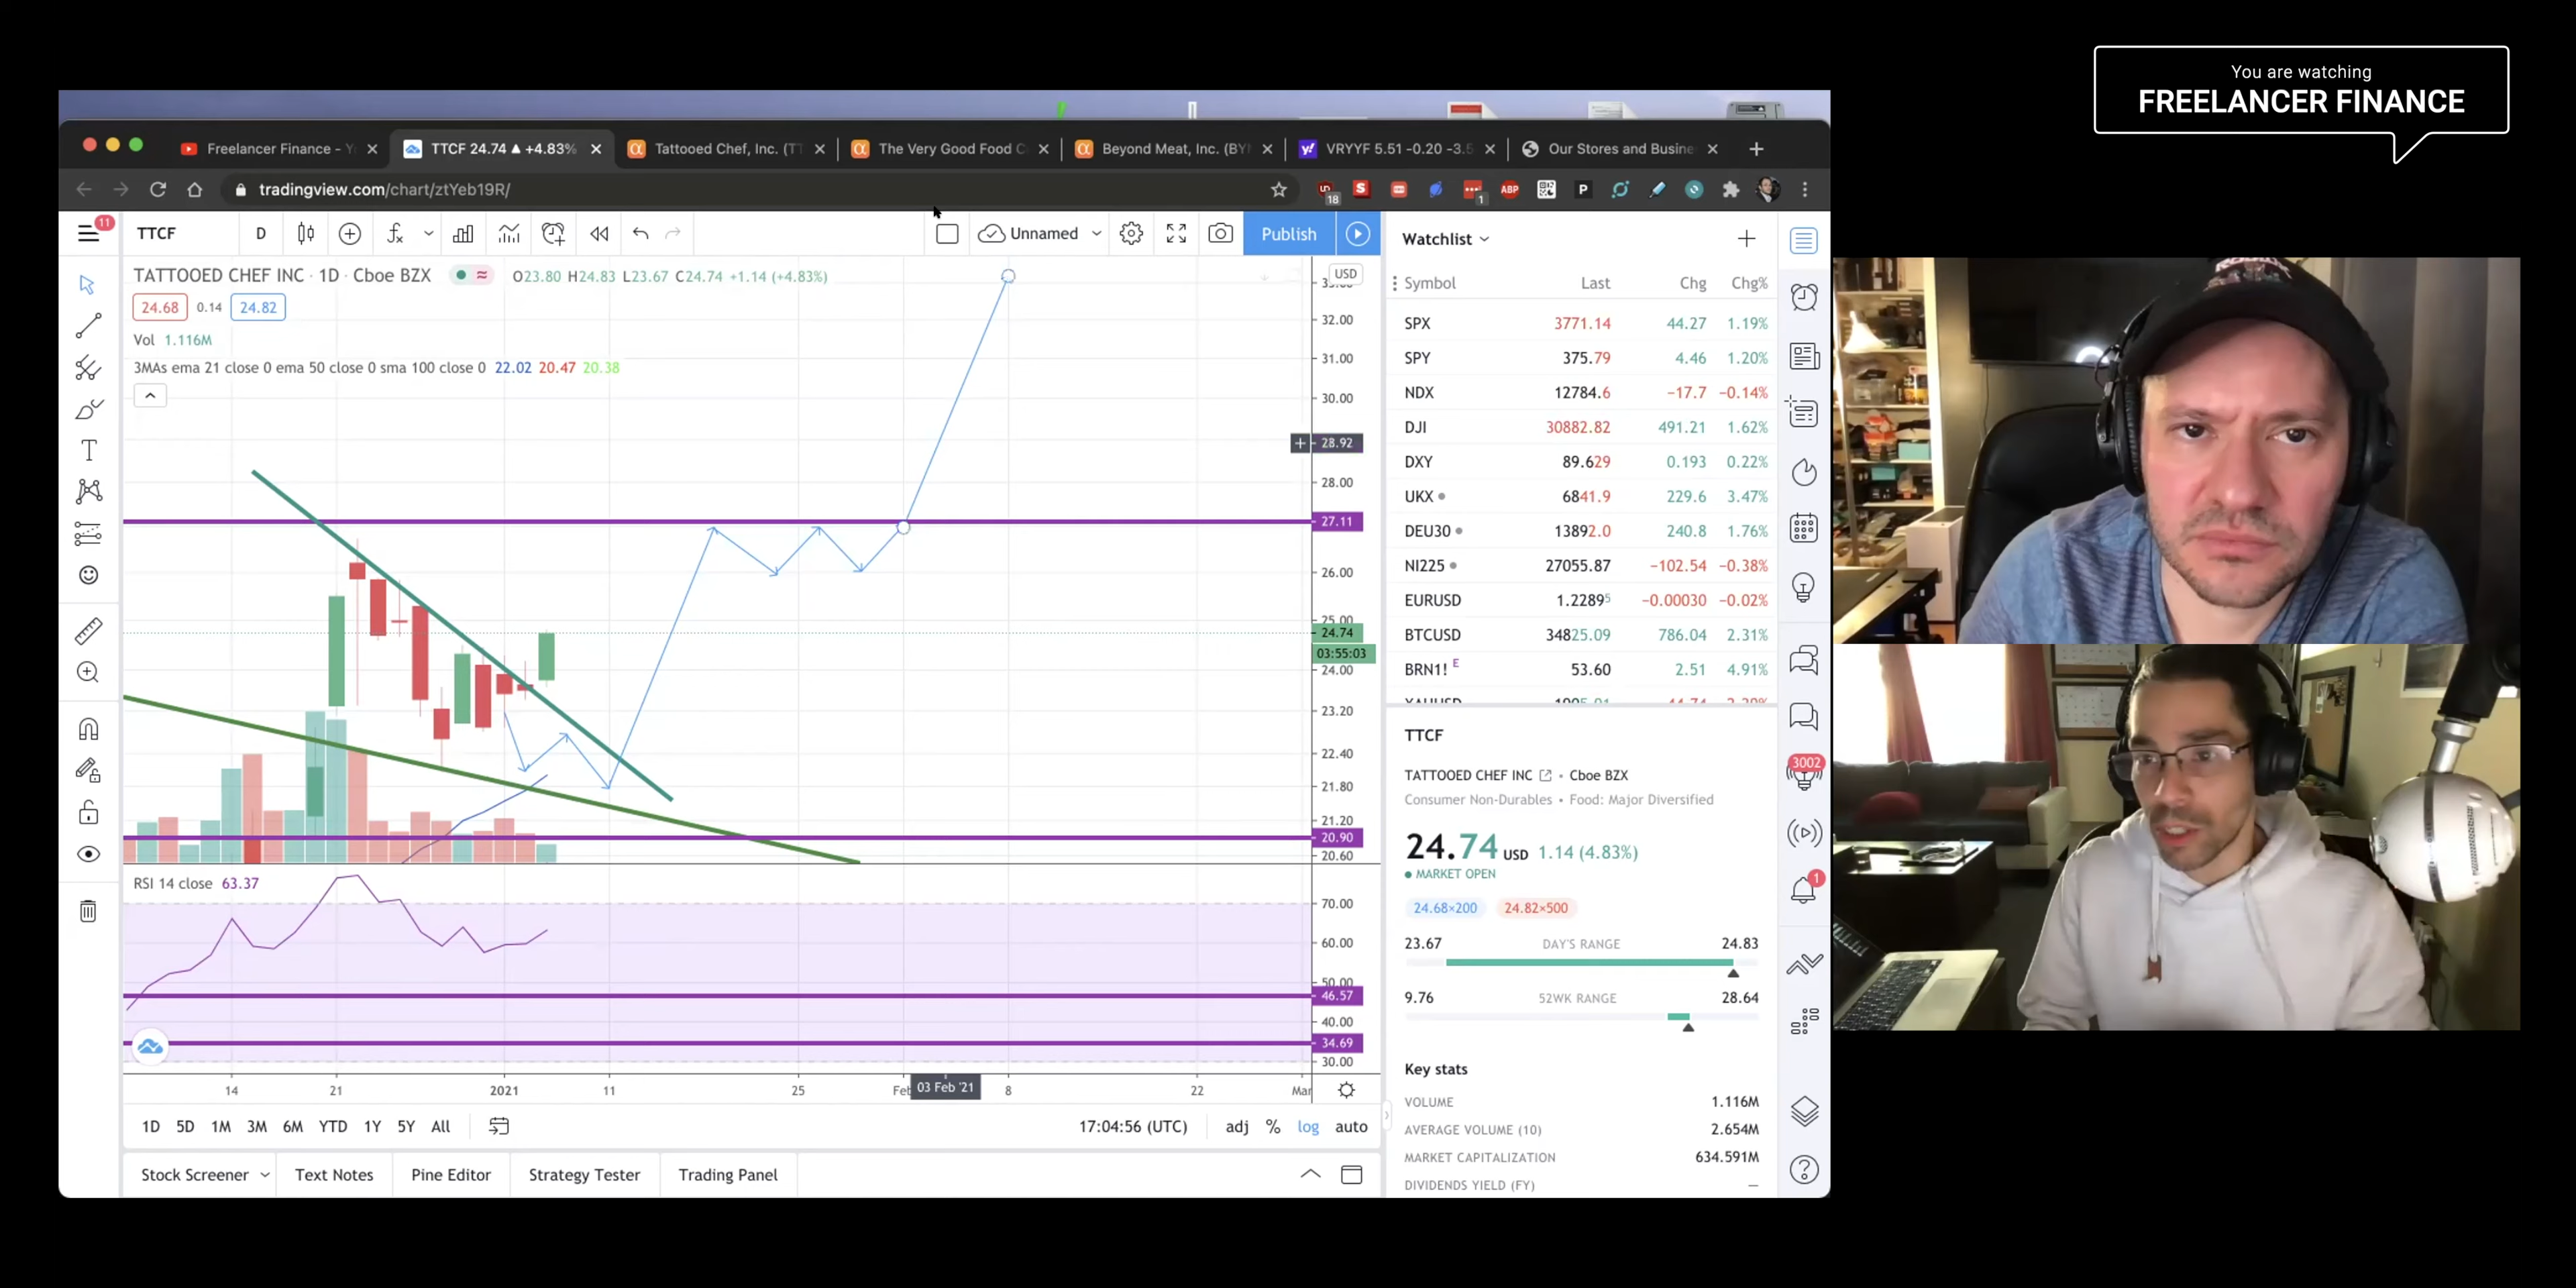 You are watching
FREELANCER FINANCE
Freelancer Finance - Y
TTCF 24.74 ▲ +4.83%
Tattooed Chef, Inc. (TT
The Very Good Food C
Beyond Meat, Inc. (BYN
VRYYF 5.51 -0.20 -3.5
Our Stores and Busine
tradingview.com/chart/ztYeb19R/
18
1
ABP
P
11
TTCF
D
Unnamed
Publish
TATTOOED CHEF INC · 1D · Cboe BZX
O23.80 H24.83 L23.67 C24.74 +1.14 (+4.83%)
24.68 0.14 24.82
Vol 1.116M
3MAs ema 21 close 0 ema 50 close 0 sma 100 close 0 22.02 20.47 20.38
USD
32.00
31.00
30.00
28.92
28.00
27.11
26.00
25.00
24.74
03:55:03
24.00
23.20
22.40
21.80
21.20
20.90
20.60
RSI 14 close 63.37
70.00
60.00
50.00
46.57
40.00
34.69
30.00
14 21 2021 11 25 Feb 03 Feb '21 8 22 Mar
1D 5D 1M 3M 6M YTD 1Y 5Y All
17:04:56 (UTC) adj % log auto
Stock Screener Text Notes Pine Editor Strategy Tester Trading Panel
Watchlist
Symbol Last Chg Chg%
SPX 3771.14 44.27 1.19%
SPY 375.79 4.46 1.20%
NDX 12784.6 −17.7 −0.14%
DJI 30882.82 491.21 1.62%
DXY 89.629 0.193 0.22%
UKX 6841.9 229.6 3.47%
DEU30 13892.0 240.8 1.76%
NI225 27055.87 −102.54 −0.38%
EURUSD 1.22895 −0.00030 −0.02%
BTCUSD 34825.09 786.04 2.31%
BRN1! E 53.60 2.51 4.91%
TTCF
TATTOOED CHEF INC • Cboe BZX
Consumer Non-Durables • Food: Major Diversified
24.74 USD 1.14 (4.83%)
MARKET OPEN
24.68×200 24.82×500
23.67 DAY'S RANGE 24.83
9.76 52WK RANGE 28.64
Key stats
VOLUME 1.116M
AVERAGE VOLUME (10) 2.654M
MARKET CAPITALIZATION 634.591M
DIVIDENDS YIELD (FY) —
3002
1